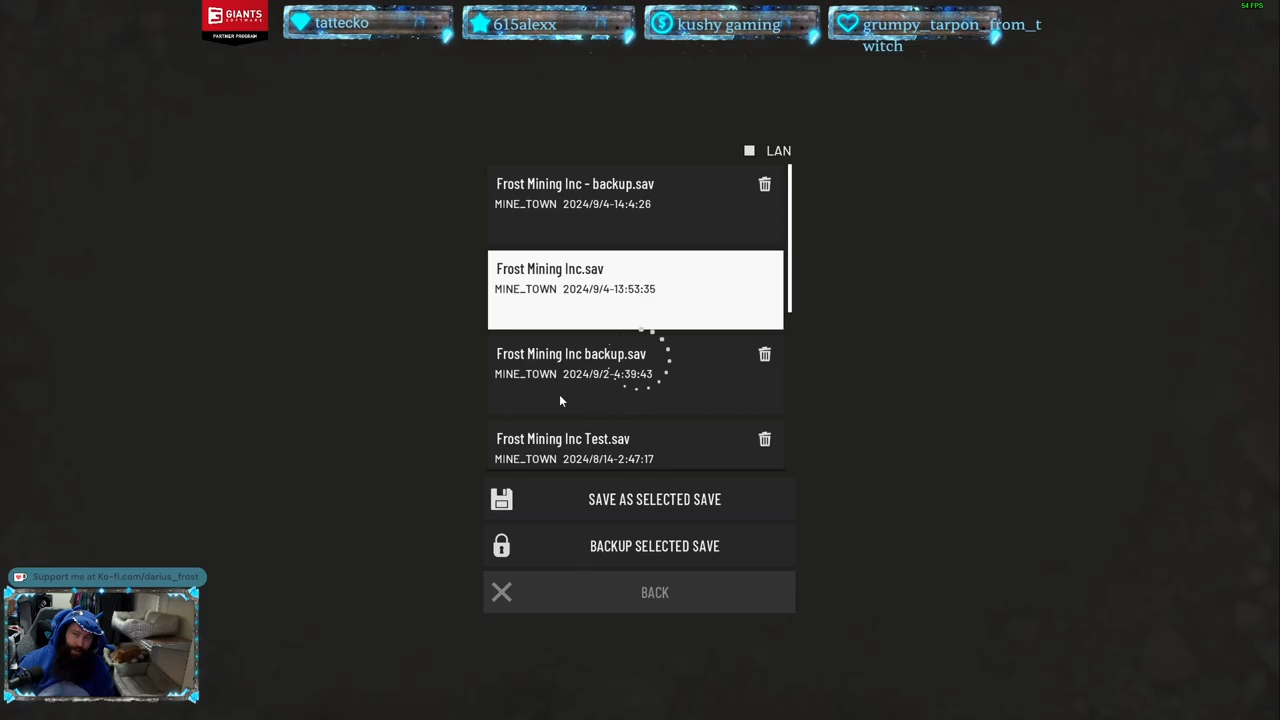 GIANTS
SOFTWARE
PARTNER PROGRAM
tattecko
615alexx
kushy gaming
grumpy_tarpon_from_t
witch
54 FPS
LAN
Frost Mining Inc - backup.sav
MINE_TOWN 2024/9/4-14:4:26
Frost Mining Inc.sav
MINE_TOWN 2024/9/4-13:53:35
Frost Mining Inc backup.sav
MINE_TOWN 2024/9/2-4:39:43
Frost Mining Inc Test.sav
MINE_TOWN 2024/8/14-2:47:17
SAVE AS SELECTED SAVE
BACKUP SELECTED SAVE
BACK
Support me at Ko-fi.com/darius_frost